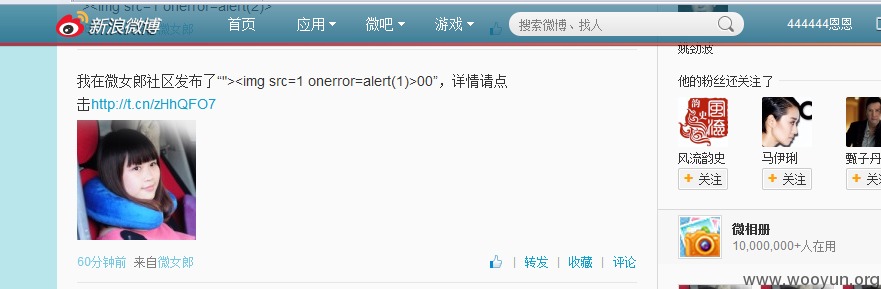 "><img src=1 onerror=alert(2)>
新浪微博
首页
应用
微吧
游戏
搜索微博、找人
444444恩恩
姚劲波
我在微女郎社区发布了“"><img src=1 onerror=alert(1)>00”，详情请点
击http://t.cn/zHhQFO7
60分钟前 来自微女郎
转发
收藏
评论
他的粉丝还关注了
韵史
風流
风流韵史
马伊琍
甄子丹
+ 关注
+ 关注
+ 关注
微相册
10,000,000+人在用
www.wooyun.org